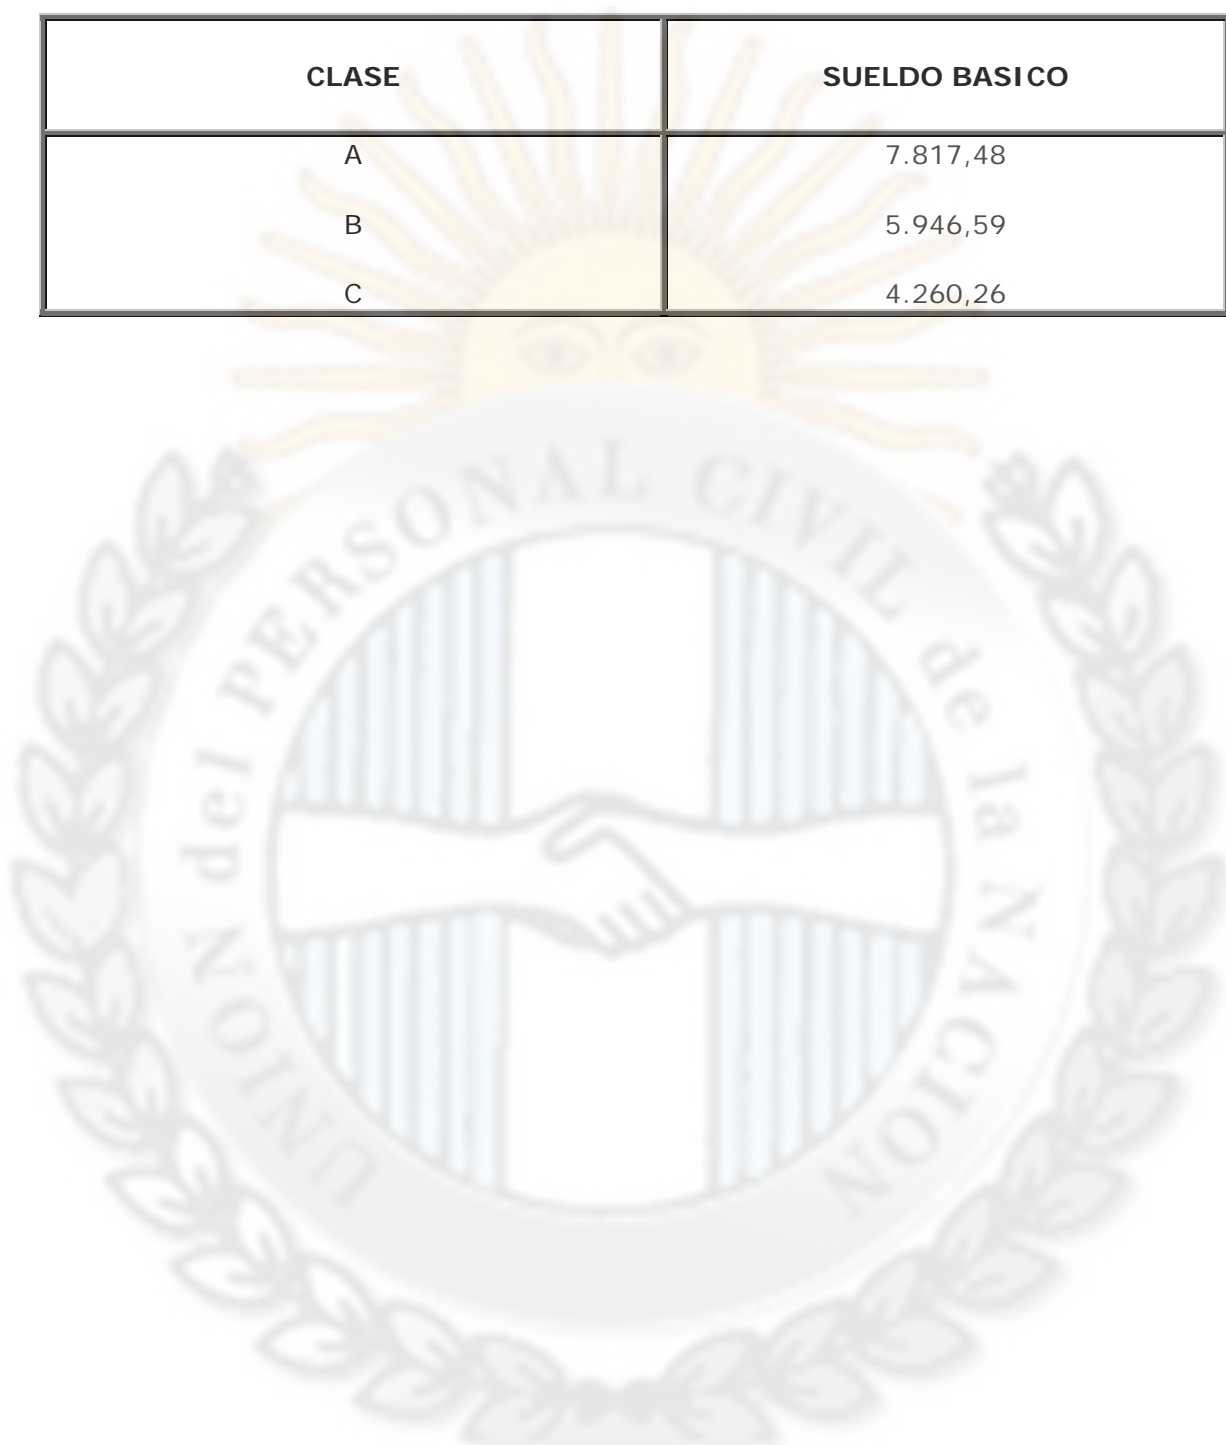 CLASE SUELDO BASICO
A 7.817,48
B 5.946,59
C 4.260,26
UNION del PERSONAL CIVIL de la NACION